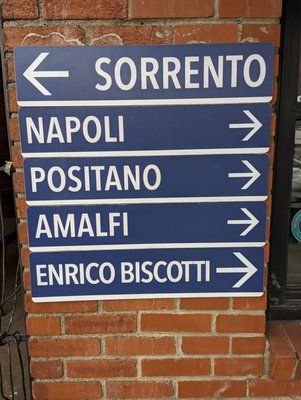 ← SORRENTO
NAPOLI →
POSITANO →
AMALFI →
ENRICO BISCOTTI →